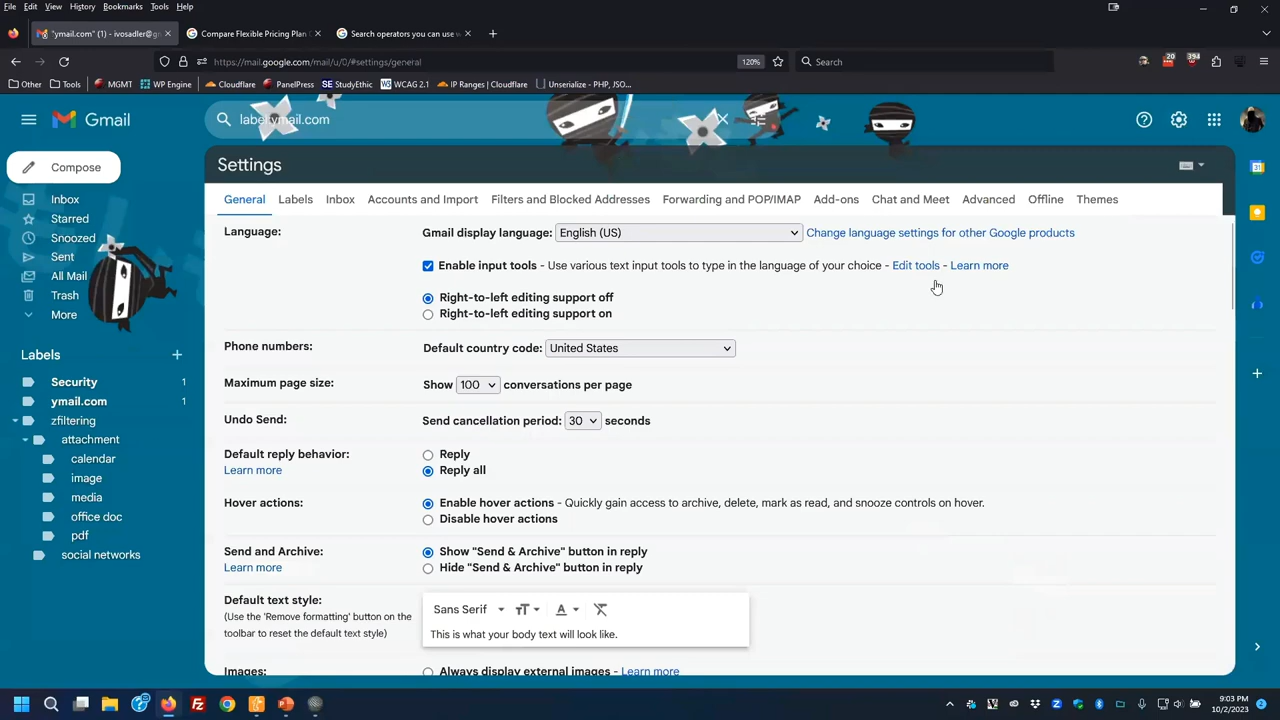 File Edit View History Bookmarks Tools Help
"ymail.com" (1) - ivosadler@gm
Compare Flexible Pricing Plan O
Search operators you can use w
https://mail.google.com/mail/u/0/#settings/general
120%
Search
20
294
Other
Tools
MGMT
WP Engine
Cloudflare
PanelPress
StudyEthic
WCAG 2.1
IP Ranges | Cloudflare
Unserialize - PHP, JSO...
Gmail
label:ymail.com
Compose
Inbox
Starred
Snoozed
Sent
All Mail
Trash
More
Labels
Security 1
ymail.com 1
zfiltering
attachment
calendar
image
media
office doc
pdf
social networks
Settings
General Labels Inbox Accounts and Import Filters and Blocked Addresses Forwarding and POP/IMAP Add-ons Chat and Meet Advanced Offline Themes
Language:
Gmail display language: English (US) Change language settings for other Google products
Enable input tools - Use various text input tools to type in the language of your choice - Edit tools - Learn more
Right-to-left editing support off
Right-to-left editing support on
Phone numbers:
Default country code: United States
Maximum page size:
Show 100 conversations per page
Undo Send:
Send cancellation period: 30 seconds
Default reply behavior:
Learn more
Reply
Reply all
Hover actions:
Enable hover actions - Quickly gain access to archive, delete, mark as read, and snooze controls on hover.
Disable hover actions
Send and Archive:
Learn more
Show "Send & Archive" button in reply
Hide "Send & Archive" button in reply
Default text style:
(Use the 'Remove formatting' button on the
toolbar to reset the default text style)
Sans Serif
This is what your body text will look like.
Images:
Always display external images - Learn more
9:03 PM
10/2/2023